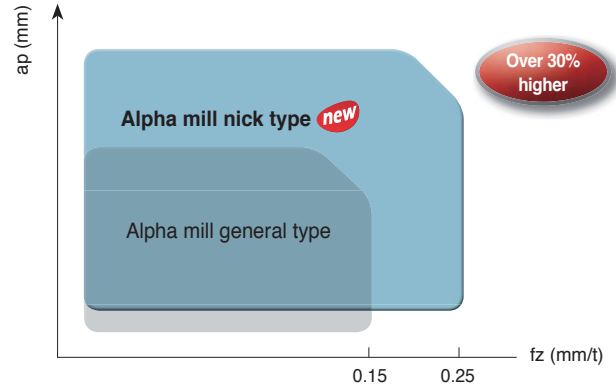 ap (mm)
Over 30%
higher
Alpha mill nick type new
Alpha mill general type
fz (mm/t)
0.15
0.25